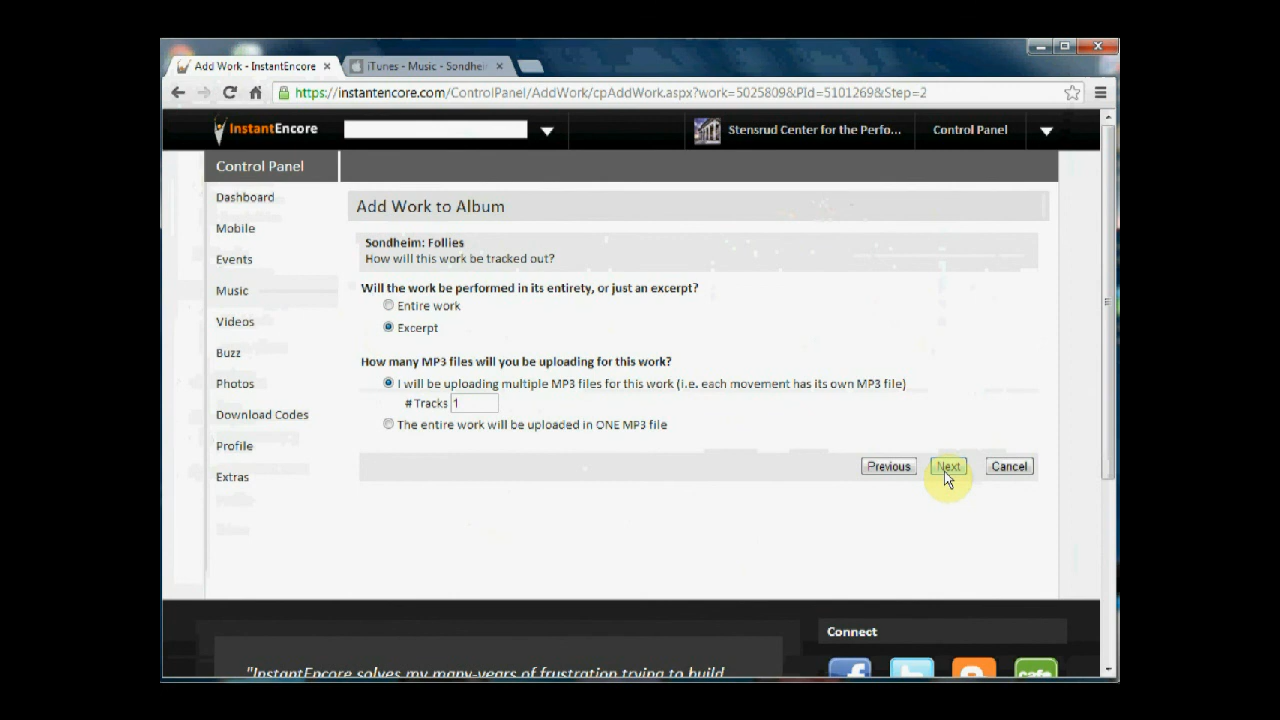 Add Work - InstantEncore
iTunes - Music - Sondhei
https://instantencore.com/ControlPanel/AddWork/cpAddWork.aspx?work=5025809&PId=5101269&Step=2
InstantEncore
Stensrud Center for the Perfo...
Control Panel
Control Panel
Dashboard
Mobile
Events
Music
Videos
Buzz
Photos
Download Codes
Profile
Extras
Add Work to Album
Sondheim: Follies
How will this work be tracked out?
Will the work be performed in its entirety, or just an excerpt?
Entire work
Excerpt
How many MP3 files will you be uploading for this work?
I will be uploading multiple MP3 files for this work (i.e. each movement has its own MP3 file)
# Tracks 1
The entire work will be uploaded in ONE MP3 file
Previous Next Cancel
Connect
"InstantEncore solves my many-years of frustration trying to build
cafe